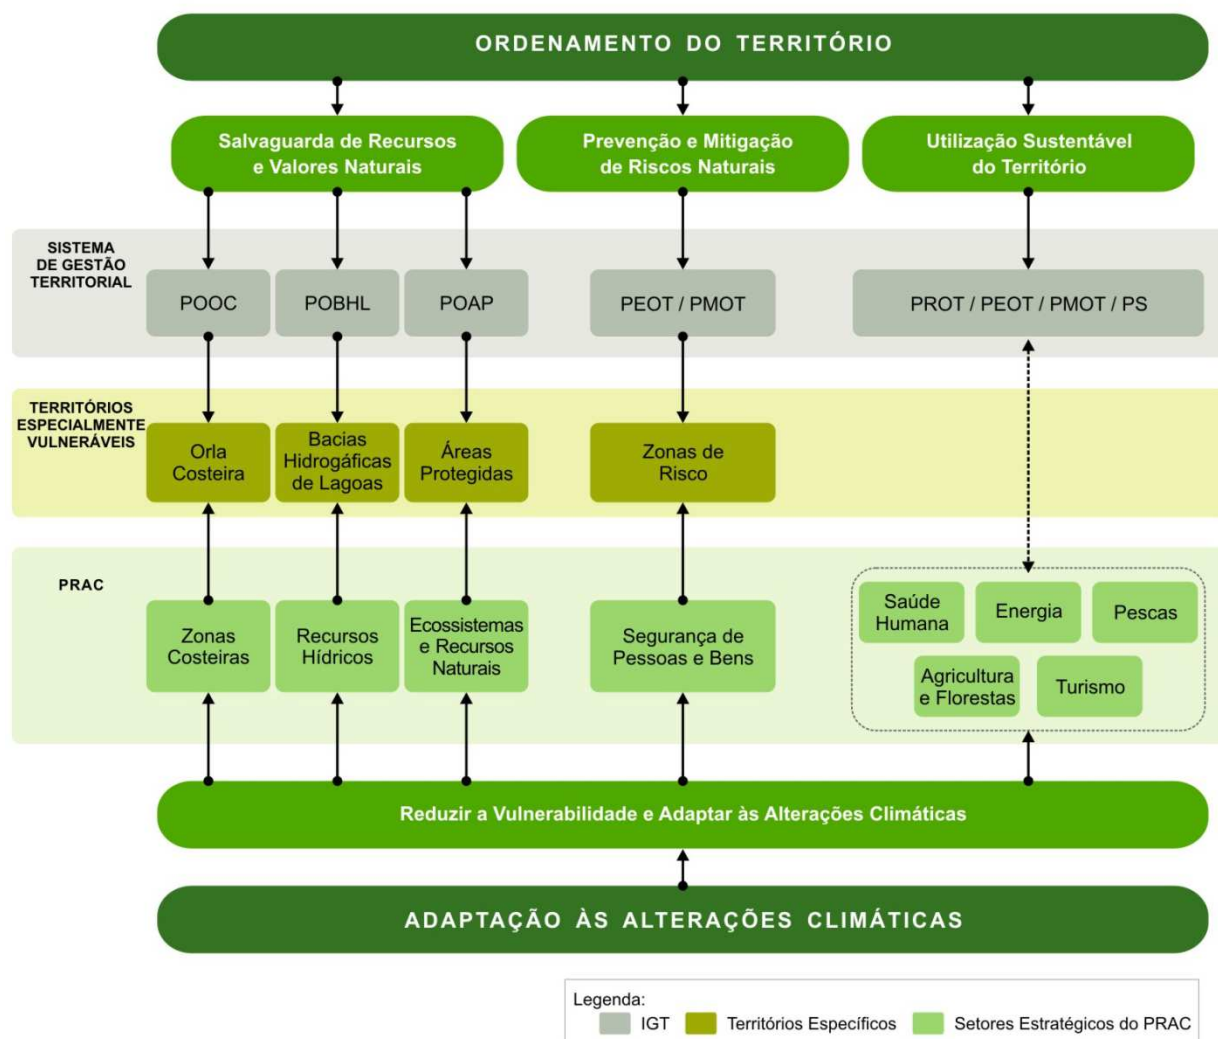 ORDENAMENTO DO TERRITÓRIO
Salvaguarda de Recursos
e Valores Naturais
Prevenção e Mitigação
de Riscos Naturais
Utilização Sustentável
do Território
SISTEMA
DE GESTÃO
TERRITORIAL
POOC
POBHL
POAP
PEOT / PMOT
PROT / PEOT / PMOT / PS
TERRITÓRIOS
ESPECIALMENTE
VULNERÁVEIS
Orla
Costeira
Bacias
Hidrogáficas
de Lagoas
Áreas
Protegidas
Zonas de
Risco
PRAC
Zonas
Costeiras
Recursos
Hídricos
Ecossistemas
e Recursos
Naturais
Segurança de
Pessoas e Bens
Saúde
Humana
Energia
Pescas
Agricultura
e Florestas
Turismo
Reduzir a Vulnerabilidade e Adaptar às Alterações Climáticas
ADAPTAÇÃO ÀS ALTERAÇÕES CLIMÁTICAS
Legenda:
IGT
Territórios Específicos
Setores Estratégicos do PRAC